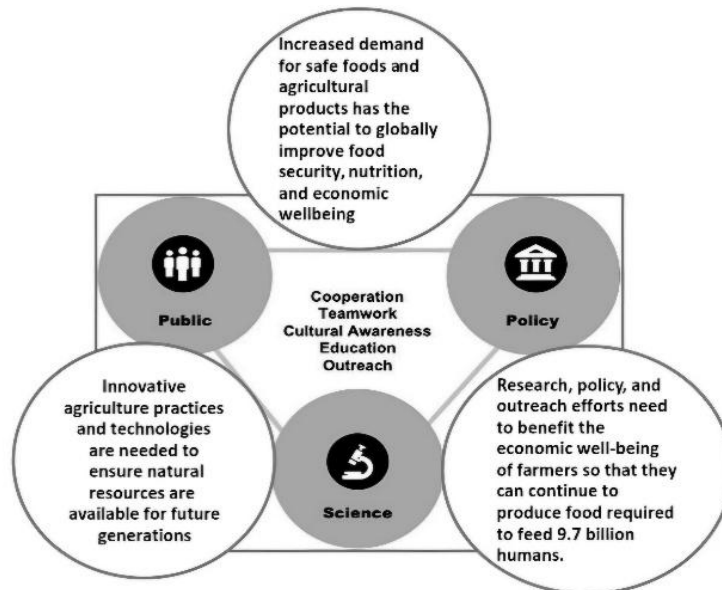 Increased demand
for safe foods and
agricultural
products has the
potential to globally
improve food
security, nutrition,
and economic
wellbeing
Public
Policy
Cooperation
Teamwork
Cultural Awareness
Education
Outreach
Innovative
agriculture practices
and technologies
are needed to
ensure natural
resources are
available for future
generations
Science
Research, policy, and
outreach efforts need
to benefit the
economic well-being
of farmers so that they
can continue to
produce food required
to feed 9.7 billion
humans.